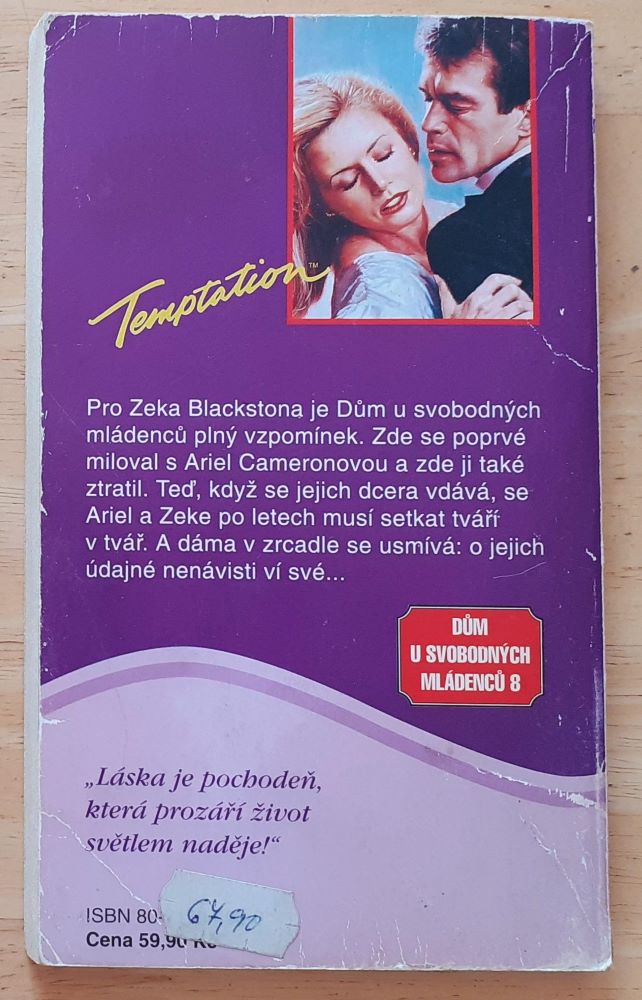 Temptation™
Pro Zeka Blackstona je Dům u svobodných
mládenců plný vzpomínek. Zde se poprvé
miloval s Ariel Cameronovou a zde ji také
ztratil. Teď, když se jejich dcera vdává, se
Ariel a Zeke po letech musí setkat tváří
v tvář. A dáma v zrcadle se usmívá: o jejich
údajné nenávisti ví své...
DŮM
U SVOBODNÝCH
MLÁDENCŮ 8
„Láska je pochodeň,
která prozáří život
světlem naděje!“
ISBN 80-
67,90
Cena 59,90 Kč